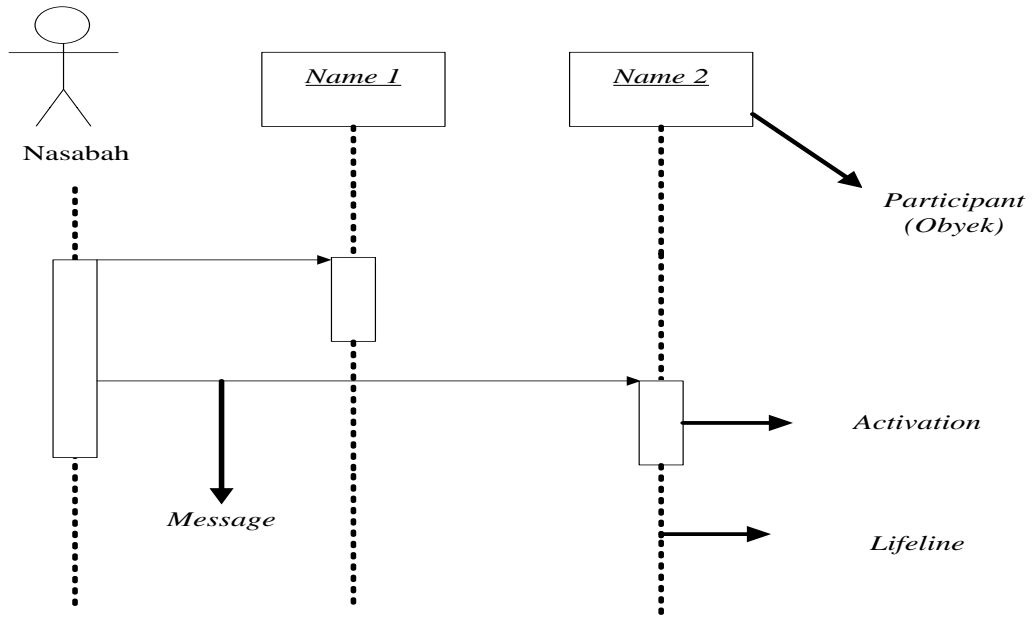 Name 1
Name 2
Nasabah
Participant
(Obyek)
Activation
Message
Lifeline